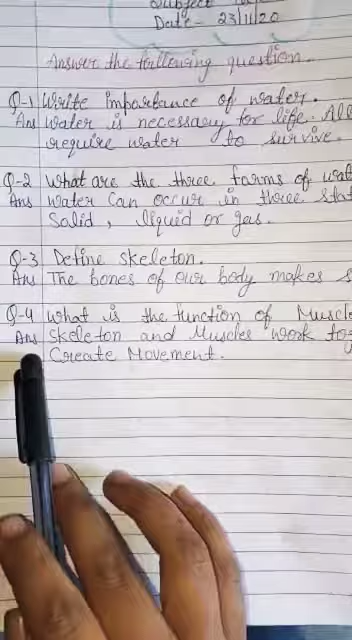 Subject
Date- 23/11/20
Answer the following question.
Q-1 Write importance of water.
Ans Water is necessary for life. All
require water to survive.
Q-2 What are the three forms of wat
Ans Water can occur in three stat
Solid, liquid or gas.
Q-3 Define skeleton.
Ans The bones of our body makes s
Q-4 What is the function of Muscle
Ans Skeleton and Muscles work tog
Create Movement.